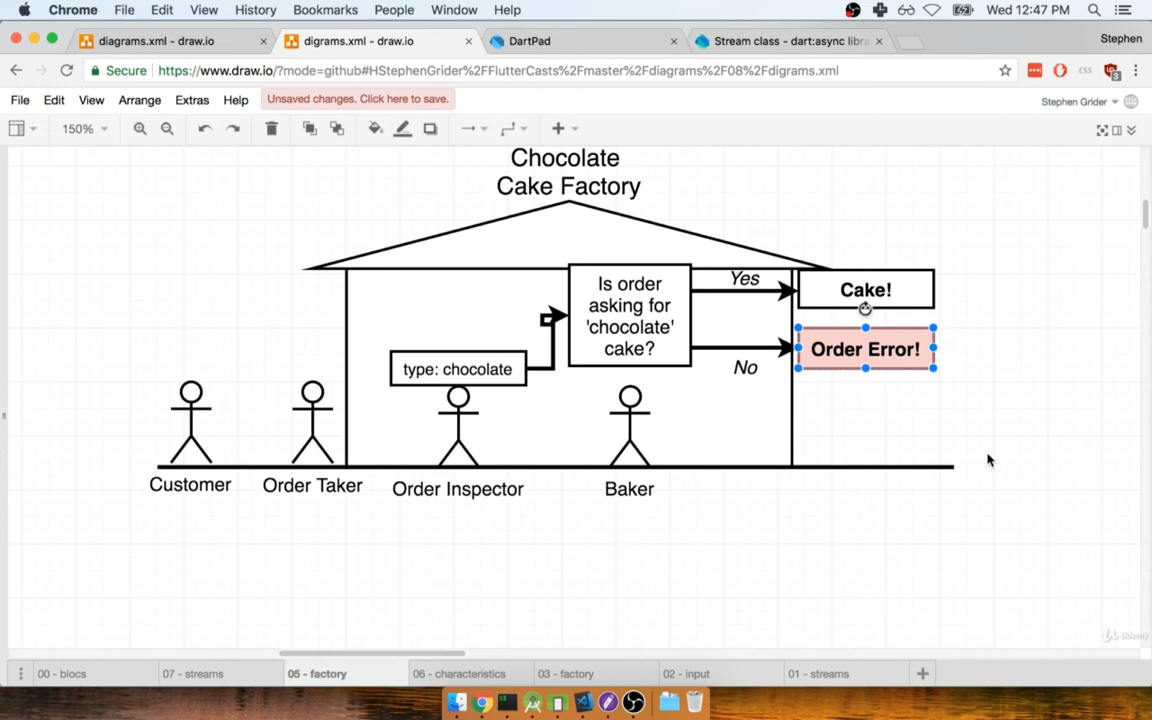 Chrome File Edit View History Bookmarks People Window Help Wed 12:47 PM
diagrams.xml - draw.io digrams.xml - draw.io DartPad Stream class - dart:async libra Stephen
Secure https://www.draw.io/?mode=github#HStephenGrider%2FFlutterCasts%2Fmaster%2Fdiagrams%2F08%2Fdigrams.xml
File Edit View Arrange Extras Help Unsaved changes. Click here to save. Stephen Grider
150%
Chocolate
Cake Factory
Is order
asking for
'chocolate'
cake?
Yes
Cake!
Order Error!
No
type: chocolate
Customer Order Taker Order Inspector Baker
Udemy
00 - blocs 07 - streams 05 - factory 06 - characteristics 03 - factory 02 - input 01 - streams